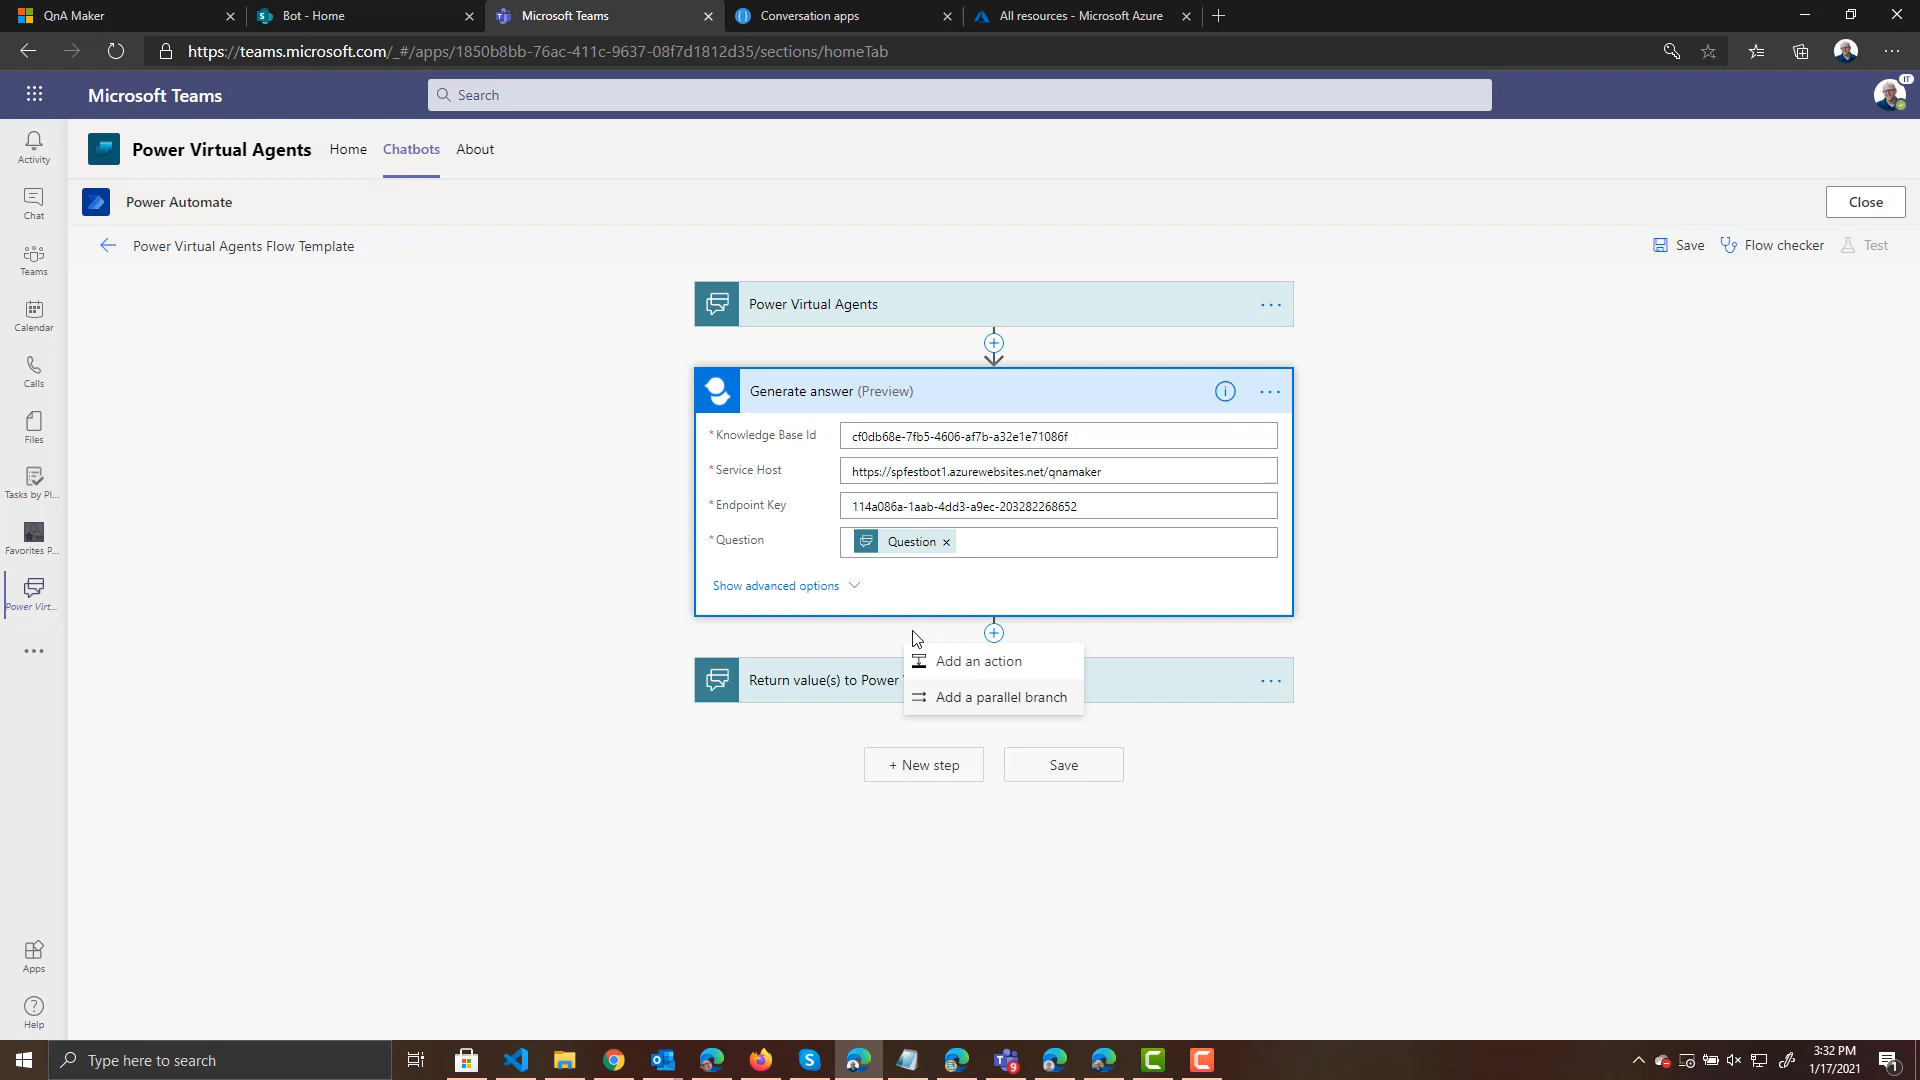 QnA Maker
Bot - Home
Microsoft Teams
Conversation apps
All resources - Microsoft Azure
https://teams.microsoft.com/_#/apps/1850b8bb-76ac-411c-9637-08f7d1812d35/sections/homeTab
Microsoft Teams
Search
IT
Activity
Chat
Teams
Calendar
Calls
Files
Tasks by Pl...
Favorites P...
Power Virt...
Apps
Help
Power Virtual Agents
Home
Chatbots
About
Power Automate
Close
Power Virtual Agents Flow Template
Save
Flow checker
Test
Power Virtual Agents
Generate answer (Preview)
* Knowledge Base Id
cf0db68e-7fb5-4606-af7b-a32e1e71086f
* Service Host
https://spfestbot1.azurewebsites.net/qnamaker
* Endpoint Key
114a086a-1aab-4dd3-a9ec-203282268652
* Question
Question
Show advanced options
Add an action
Return value(s) to Power
Add a parallel branch
+ New step
Save
Type here to search
9
3:32 PM
1/17/2021
1